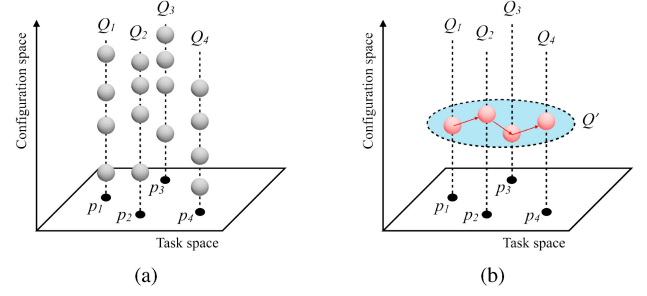 Configuration space
Q1
Q2
Q3
Q4
p1
p2
p3
p4
Task space
(a)
Configuration space
Q1
Q2
Q3
Q4
Q'
p1
p2
p3
p4
Task space
(b)